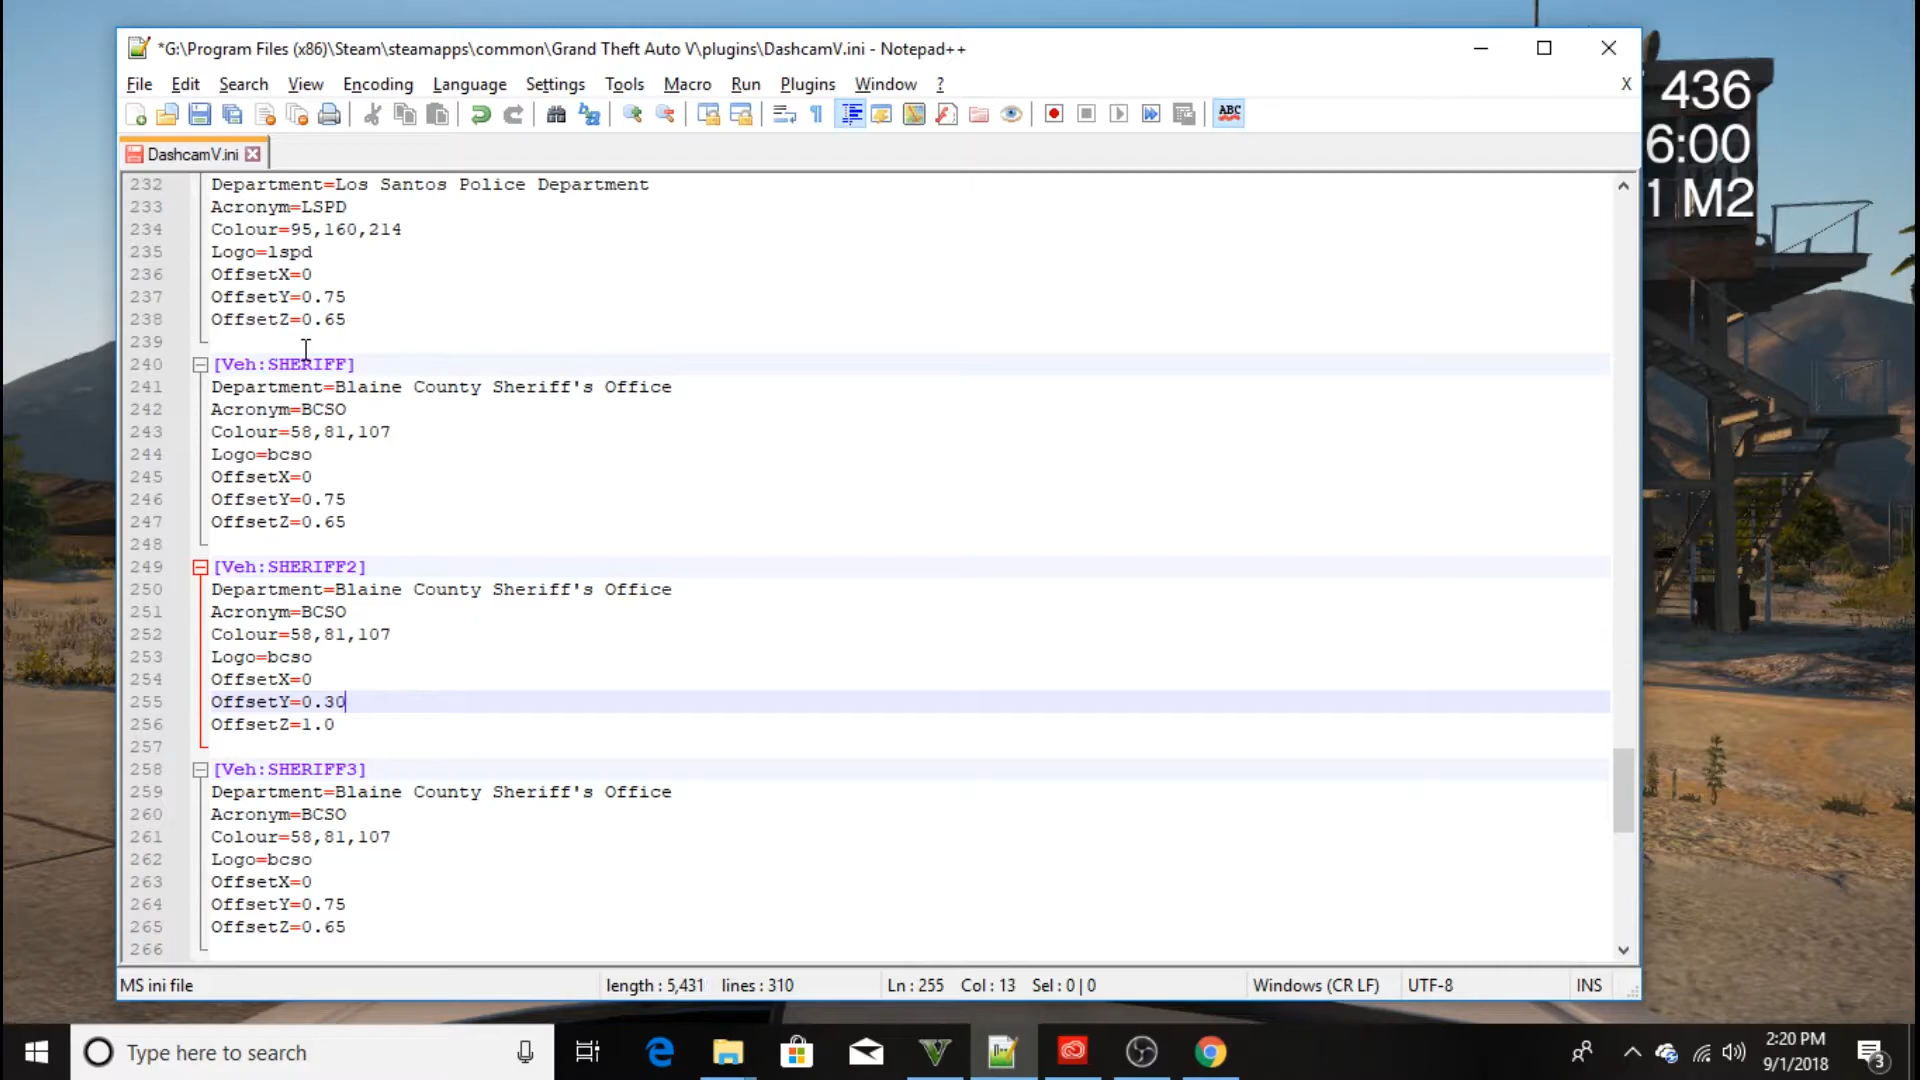 *G:\Program Files (x86)\Steam\steamapps\common\Grand Theft Auto V\plugins\DashcamV.ini - Notepad++
File Edit Search View Encoding Language Settings Tools Macro Run Plugins Window ? X
ABC
DashcamV.ini
436
6:00
1 M2
232 Department=Los Santos Police Department
233 Acronym=LSPD
234 Colour=95,160,214
235 Logo=lspd
236 OffsetX=0
237 OffsetY=0.75
238 OffsetZ=0.65
239
240 [Veh:SHERIFF]
241 Department=Blaine County Sheriff's Office
242 Acronym=BCSO
243 Colour=58,81,107
244 Logo=bcso
245 OffsetX=0
246 OffsetY=0.75
247 OffsetZ=0.65
248
249 [Veh:SHERIFF2]
250 Department=Blaine County Sheriff's Office
251 Acronym=BCSO
252 Colour=58,81,107
253 Logo=bcso
254 OffsetX=0
255 OffsetY=0.30
256 OffsetZ=1.0
257
258 [Veh:SHERIFF3]
259 Department=Blaine County Sheriff's Office
260 Acronym=BCSO
261 Colour=58,81,107
262 Logo=bcso
263 OffsetX=0
264 OffsetY=0.75
265 OffsetZ=0.65
266
MS ini file length : 5,431 lines : 310 Ln : 255 Col : 13 Sel : 0 | 0 Windows (CR LF) UTF-8 INS
Type here to search
2:20 PM
9/1/2018
3